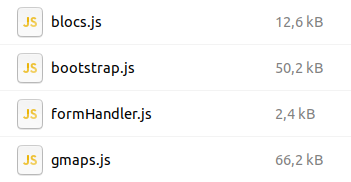 JS blocs.js 12,6 kB
JS bootstrap.js 50,2 kB
JS formHandler.js 2,4 kB
JS gmaps.js 66,2 kB